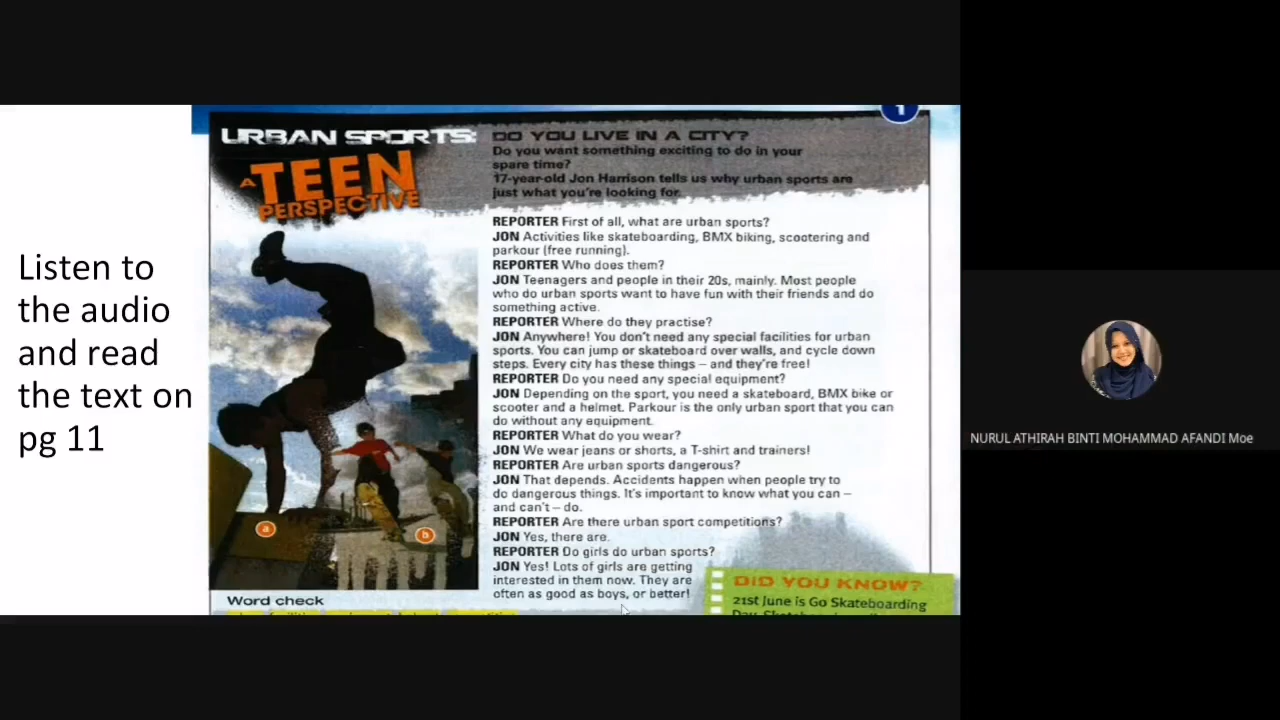 Listen to
the audio
and read
the text on
pg 11
1
URBAN SPORTS:
A TEEN
PERSPECTIVE
DO YOU LIVE IN A CITY?
Do you want something exciting to do in your
spare time?
17-year-old Jon Harrison tells us why urban sports are
just what you're looking for.
REPORTER First of all, what are urban sports?
JON Activities like skateboarding, BMX biking, scootering and
parkour (free running).
REPORTER Who does them?
JON Teenagers and people in their 20s, mainly. Most people
who do urban sports want to have fun with their friends and do
something active.
REPORTER Where do they practise?
JON Anywhere! You don't need any special facilities for urban
sports. You can jump or skateboard over walls, and cycle down
steps. Every city has these things – and they're free!
REPORTER Do you need any special equipment?
JON Depending on the sport, you need a skateboard, BMX bike or
scooter and a helmet. Parkour is the only urban sport that you can
do without any equipment.
REPORTER What do you wear?
JON We wear jeans or shorts, a T-shirt and trainers!
REPORTER Are urban sports dangerous?
JON That depends. Accidents happen when people try to
do dangerous things. It's important to know what you can –
and can't – do.
REPORTER Are there urban sport competitions?
JON Yes, there are.
REPORTER Do girls do urban sports?
JON Yes! Lots of girls are getting
interested in them now. They are
often as good as boys, or better!
a
b
Word check
DID YOU KNOW?
21st June is Go Skateboarding
NURUL ATHIRAH BINTI MOHAMMAD AFANDI Moe